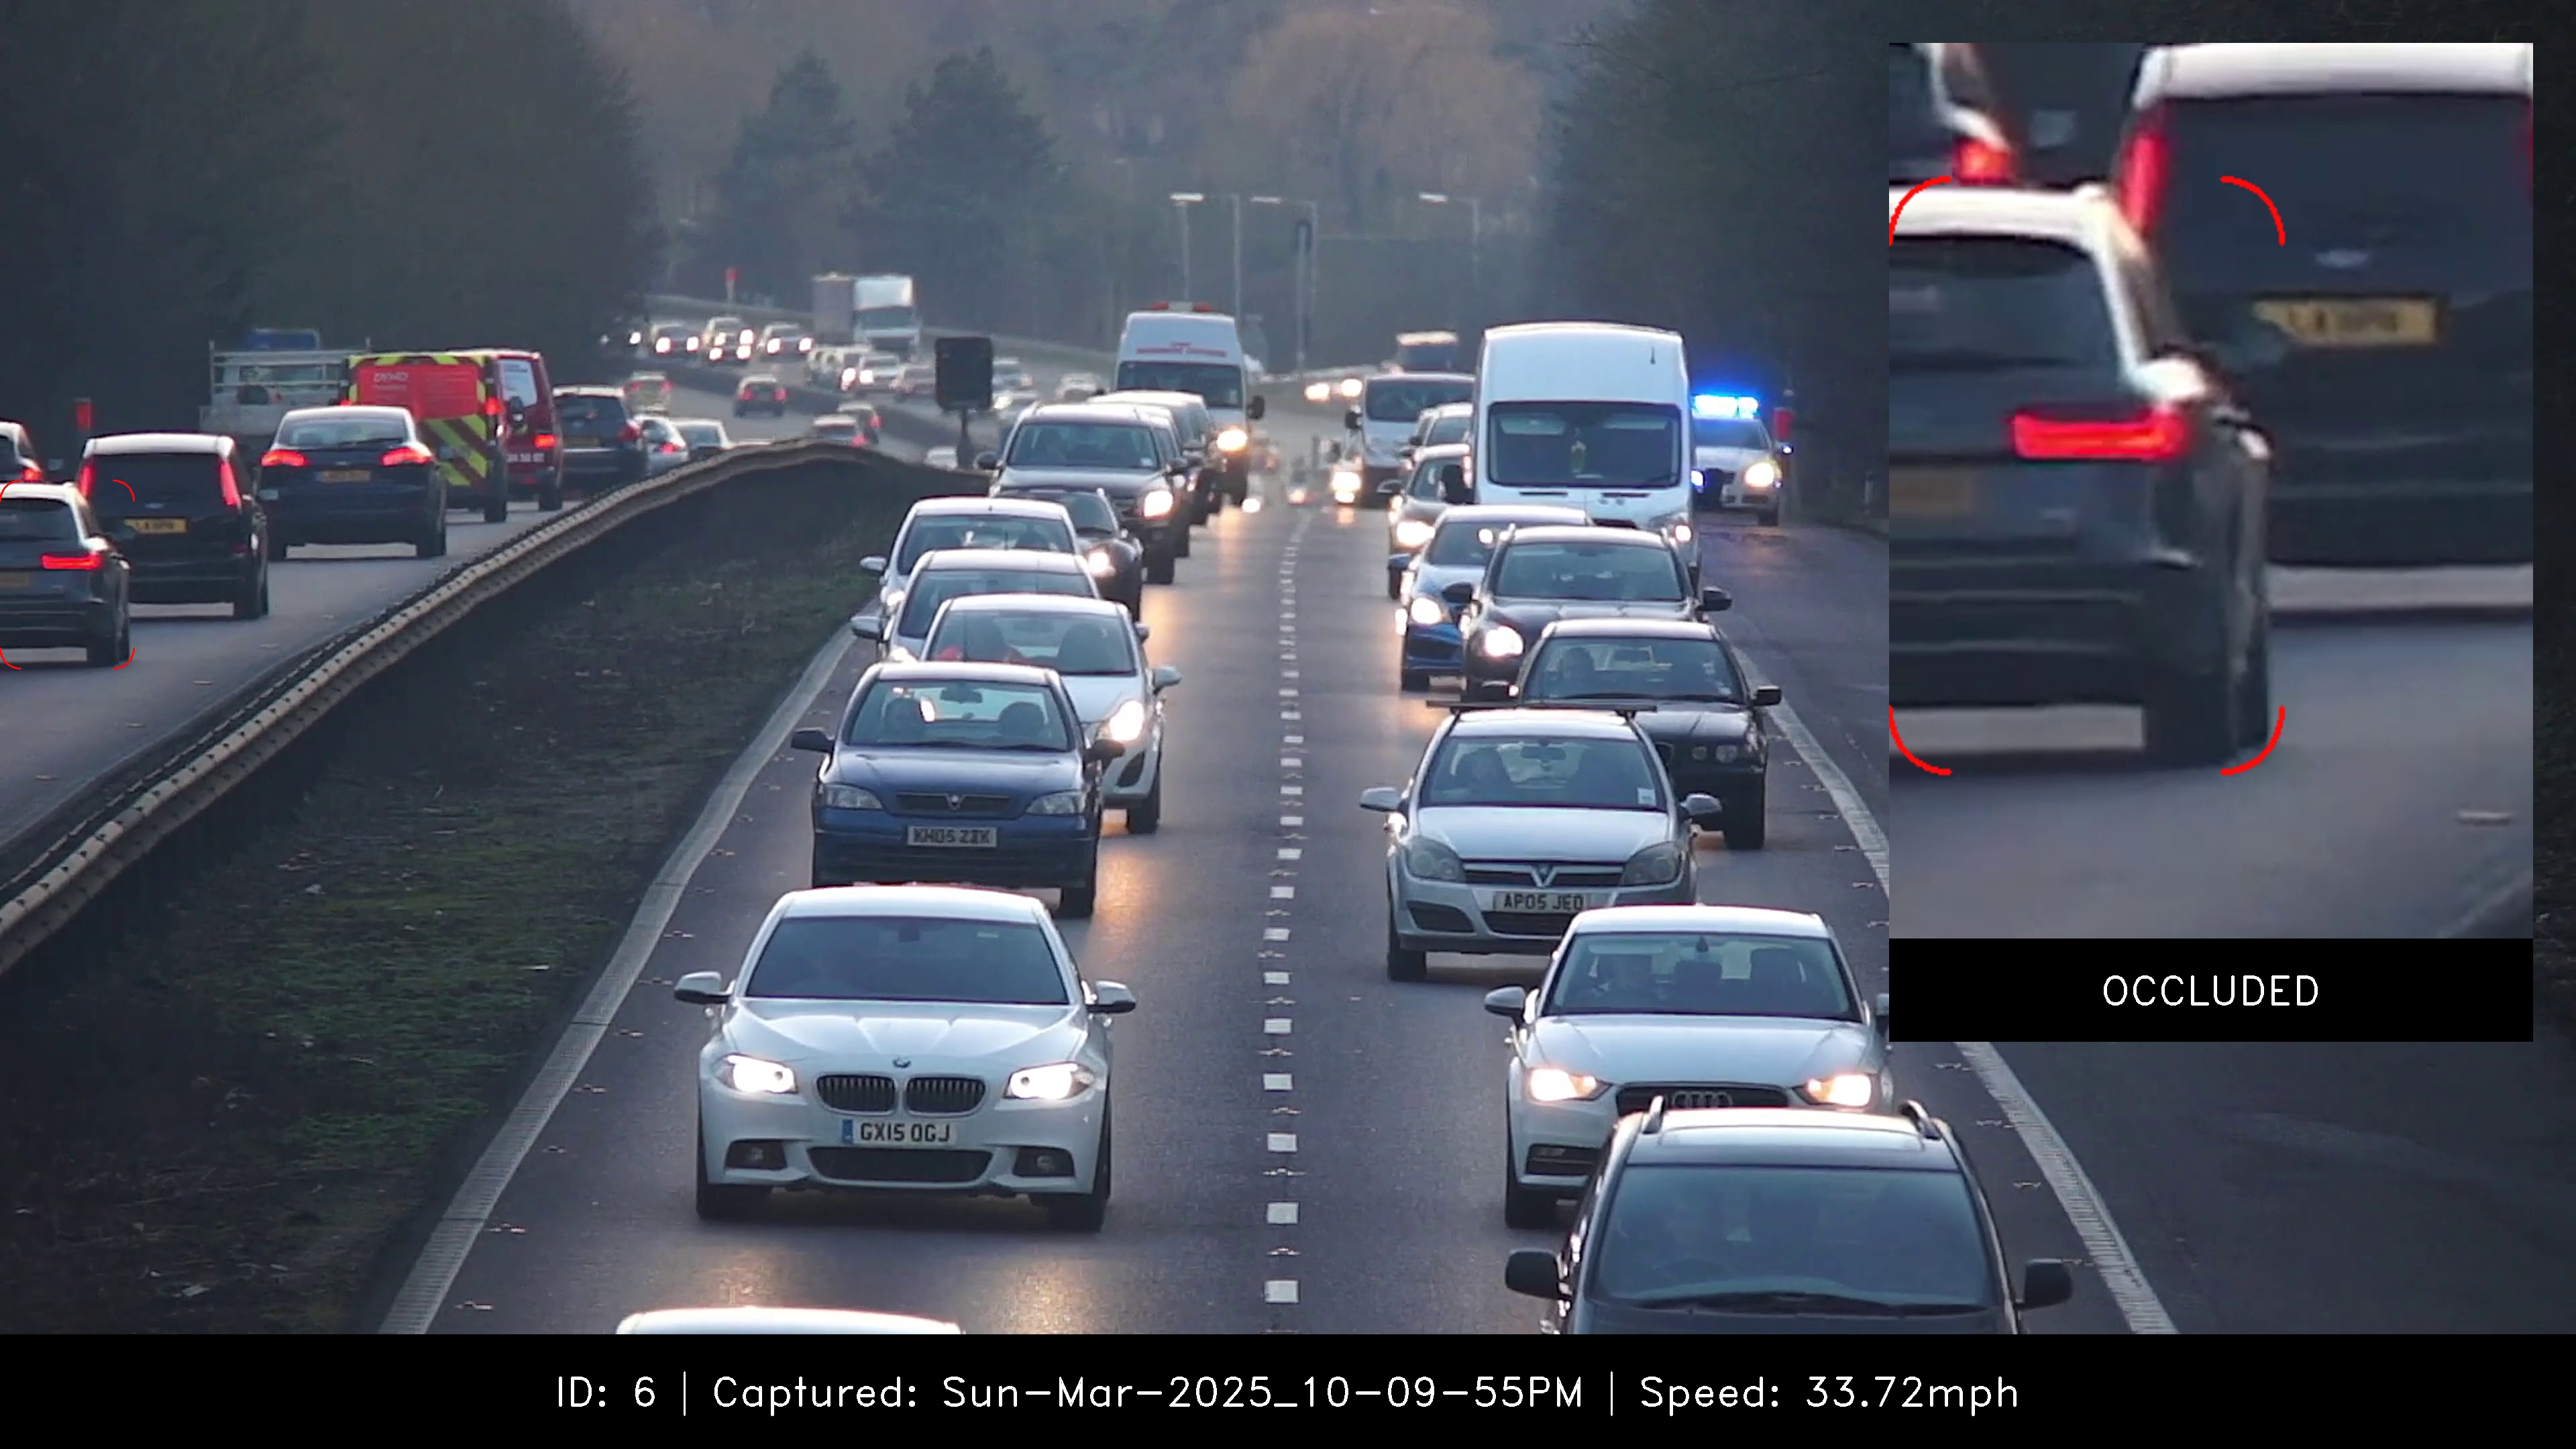 OCCLUDED
KH05 ZZK
AP05 JEO
GX15 OGJ
ID: 6 | Captured: Sun-Mar-2025_10-09-55PM | Speed: 33.72mph